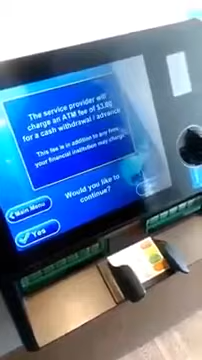 The service provider will
charge an ATM fee of $3.00
for a cash withdrawal / advance
This fee is in addition to any fees
your financial institution may charge.
Would you like to
continue?
Main Menu
Yes